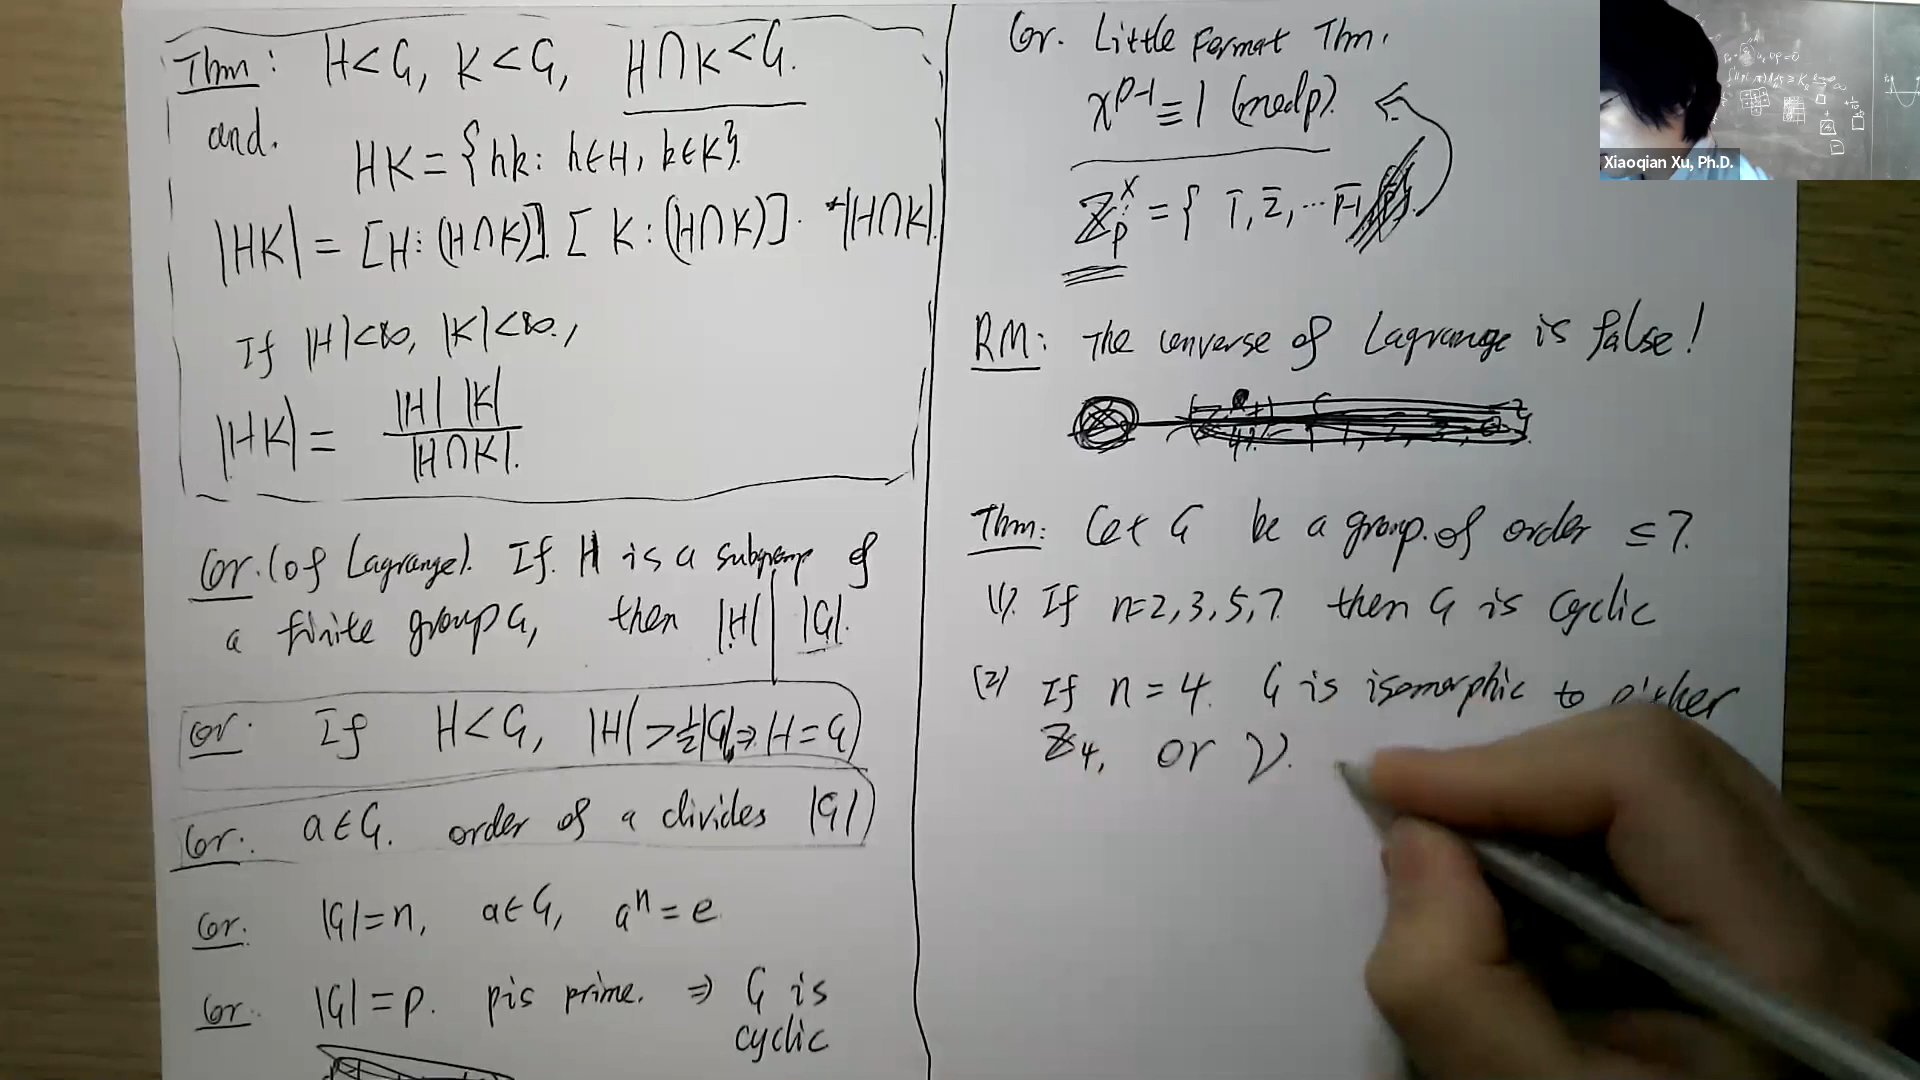 Thm: H<G, K<G, H∩K<G.
and.
HK = {hk: h∈H, k∈K}.
|HK| = [H:(H∩K)] [K:(H∩K)]. *|H∩K|.
If |H|<∞, |K|<∞,
|HK| = |H| |K| / |H∩K|.
Cor. (of Lagrange). If H is a subgroup of
a finite group G, then |H| | |G|.
Cor. If H<G, |H| > 1/2 |G| ⇒ H = G
Cor: a∈G. order of a divides |G|
Cor. |G|=n, a∈G, aⁿ = e
Cor. |G|=p. p is prime. ⇒ G is
cyclic
Cor. Little Format Thm.
x^{p-1} ≡ 1 (mod p).
Z_p^× = { 1̄, 2̄, ⋯ p-1,
RM: The converse of Lagrange is false!
Thm: Let G be a group of order ≤ 7.
(1). If n=2,3,5,7. then G is cyclic
(2) If n = 4. G is isomorphic to either
Z₄, or V.
Xiaoqian Xu, Ph.D.